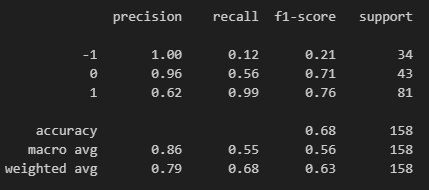 precision recall f1-score support
-1 1.00 0.12 0.21 34
0 0.96 0.56 0.71 43
1 0.62 0.99 0.76 81
accuracy 0.68 158
macro avg 0.86 0.55 0.56 158
weighted avg 0.79 0.68 0.63 158